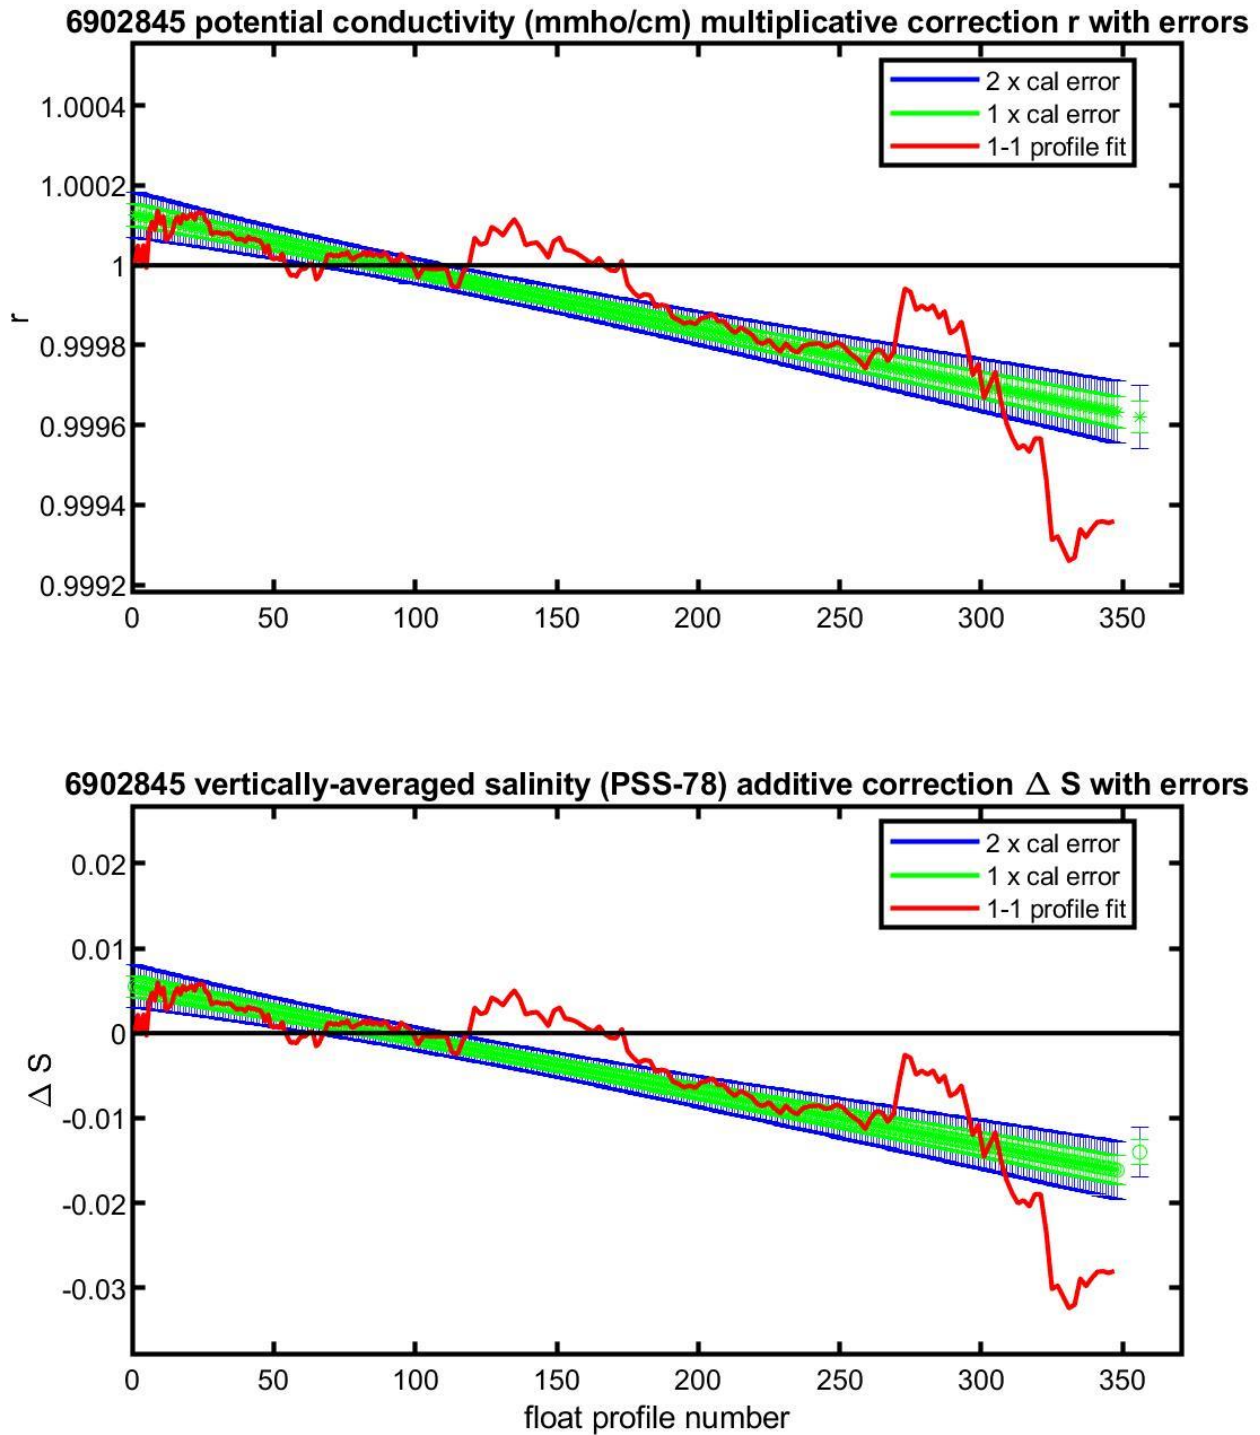 6902845 potential conductivity (mmho/cm) multiplicative correction r with errors
2 x cal error
1 x cal error
1-1 profile fit
1.0004
1.0002
1
0.9998
0.9996
0.9994
0.9992
r
0 50 100 150 200 250 300 350
6902845 vertically-averaged salinity (PSS-78) additive correction Δ S with errors
2 x cal error
1 x cal error
1-1 profile fit
0.02
0.01
0
-0.01
-0.02
-0.03
Δ S
0 50 100 150 200 250 300 350
float profile number